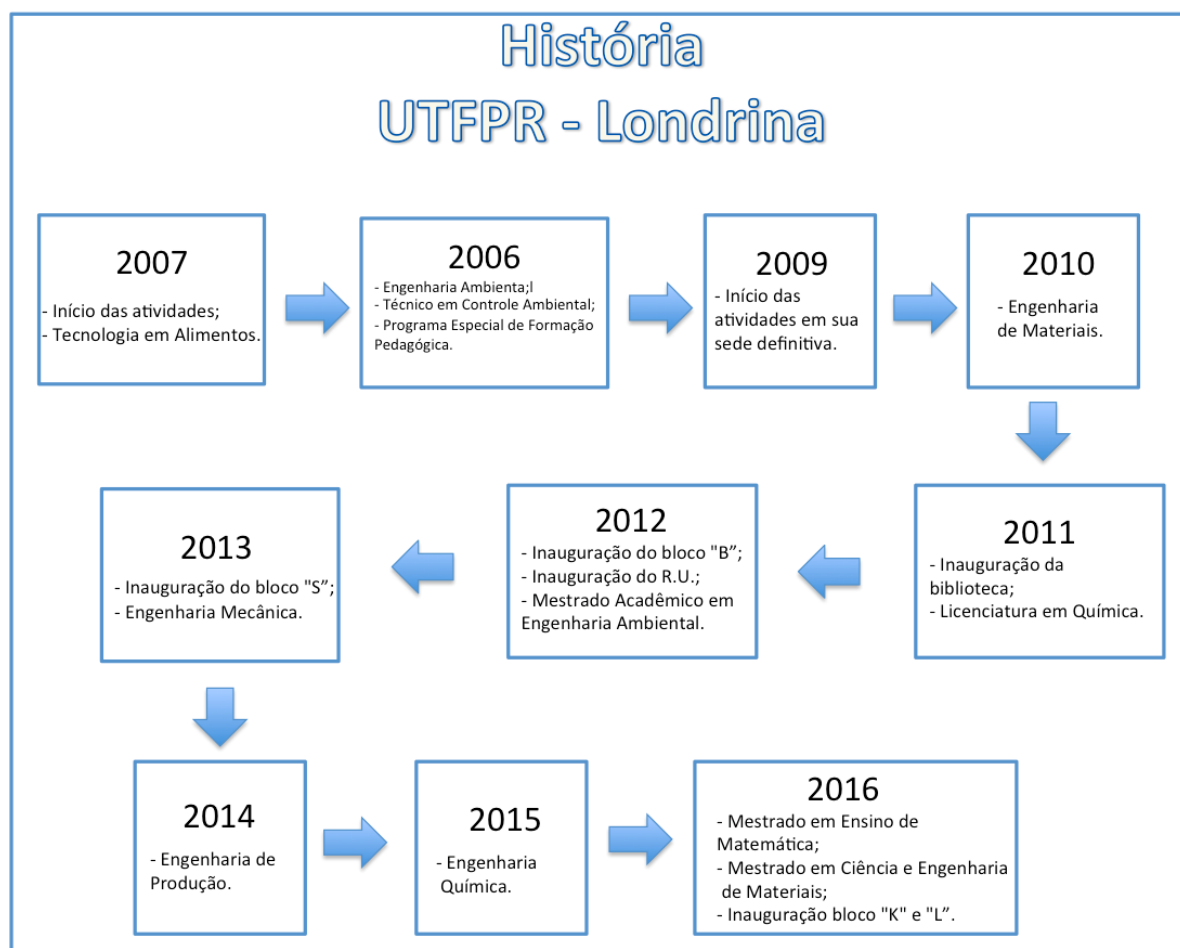 História
UTFPR - Londrina
2007
- Início das atividades;
- Tecnologia em Alimentos.
2006
- Engenharia Ambienta;l
- Técnico em Controle Ambiental;
- Programa Especial de Formação
Pedagógica.
2009
- Início das
atividades em sua
sede definitiva.
2010
- Engenharia
de Materiais.
2011
- Inauguração da
biblioteca;
- Licenciatura em Química.
2012
- Inauguração do bloco "B”;
- Inauguração do R.U.;
- Mestrado Acadêmico em
Engenharia Ambiental.
2013
- Inauguração do bloco "S”;
- Engenharia Mecânica.
2014
- Engenharia de
Produção.
2015
- Engenharia
Química.
2016
- Mestrado em Ensino de
Matemática;
- Mestrado em Ciência e Engenharia
de Materiais;
- Inauguração bloco "K" e "L”.